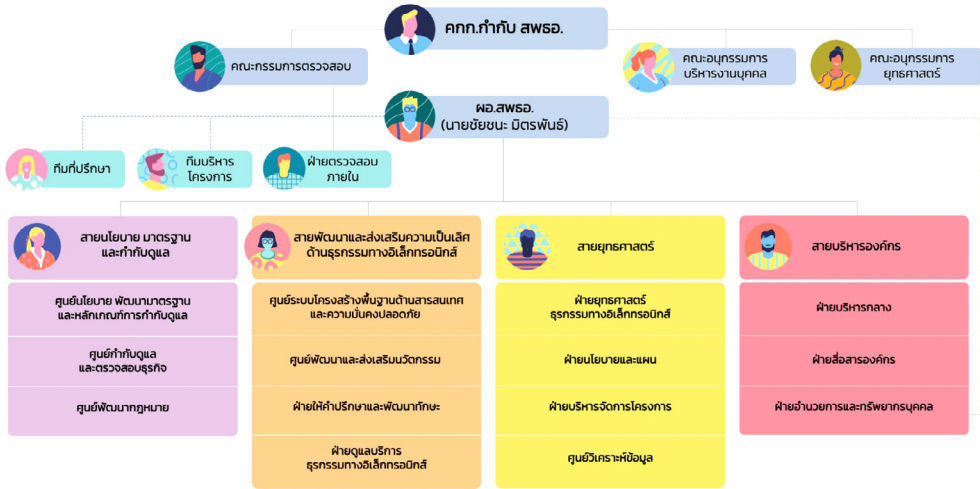 คกก.กำกับ สพธอ.
คณะกรรมการตรวจสอบ
คณะอนุกรรมการ
บริหารงานบุคคล
คณะอนุกรรมการ
ยุทธศาสตร์
ผอ.สพธอ.
(นายชัยชนะ มิตรพันธ์)
ทีมที่ปรึกษา
ทีมบริหาร
โครงการ
ฝ่ายตรวจสอบ
ภายใน
สายนโยบาย มาตรฐาน
และกำกับดูแล
ศูนย์นโยบาย พัฒนามาตรฐาน
และหลักเกณฑ์การกำกับดูแล
ศูนย์กำกับดูแล
และตรวจสอบธุรกิจ
ศูนย์พัฒนากฎหมาย
สายพัฒนาและส่งเสริมความเป็นเลิศ
ด้านธุรกรรมทางอิเล็กทรอนิกส์
ศูนย์ระบบโครงสร้างพื้นฐานด้านสารสนเทศ
และความมั่นคงปลอดภัย
ศูนย์พัฒนาและส่งเสริมนวัตกรรม
ฝ่ายให้คำปรึกษาและพัฒนาทักษะ
ฝ่ายดูแลบริการ
ธุรกรรมทางอิเล็กทรอนิกส์
สายยุทธศาสตร์
ฝ่ายยุทธศาสตร์
ธุรกรรมทางอิเล็กทรอนิกส์
ฝ่ายนโยบายและแผน
ฝ่ายบริหารจัดการโครงการ
ศูนย์วิเคราะห์ข้อมูล
สายบริหารองค์กร
ฝ่ายบริหารกลาง
ฝ่ายสื่อสารองค์กร
ฝ่ายอำนวยการและทรัพยากรบุคคล